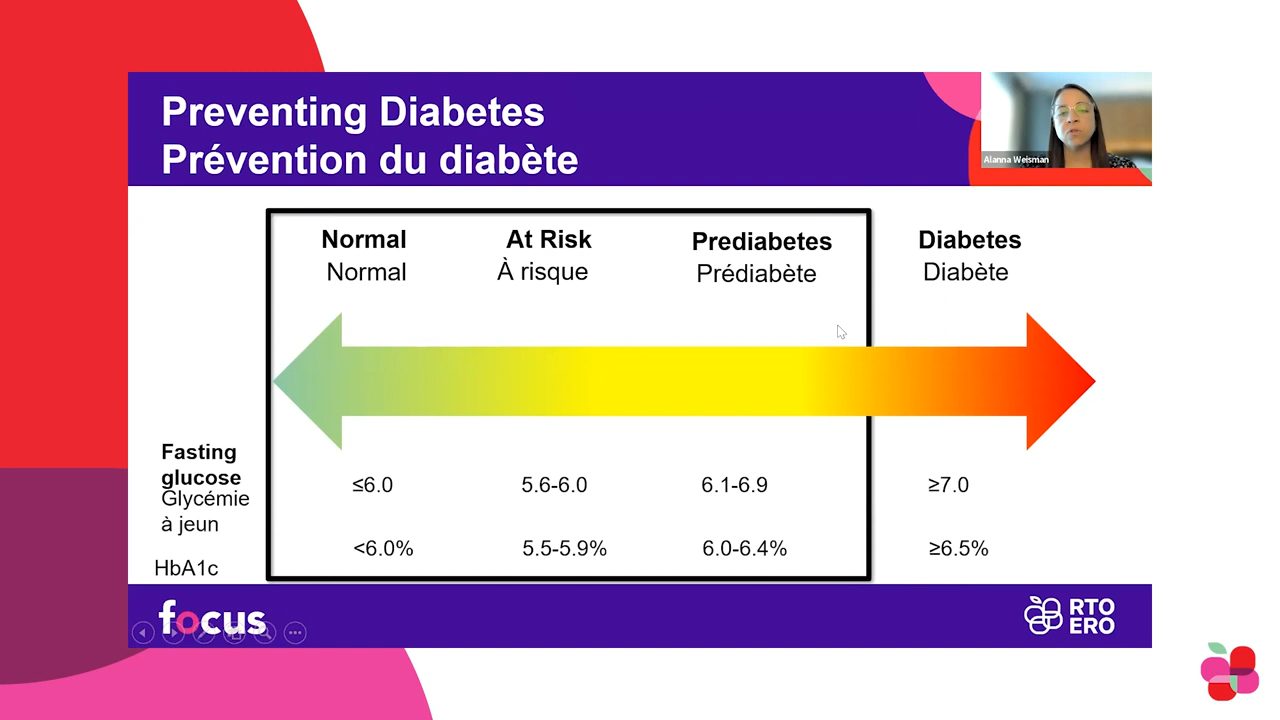 Preventing Diabetes
Prévention du diabète
Alanna Weisman
Normal
Normal
At Risk
À risque
Prediabetes
Prédiabète
Diabetes
Diabète
Fasting
glucose
Glycémie
à jeun
≤6.0
5.6-6.0
6.1-6.9
≥7.0
HbA1c
<6.0%
5.5-5.9%
6.0-6.4%
≥6.5%
focus
RTO
ERO